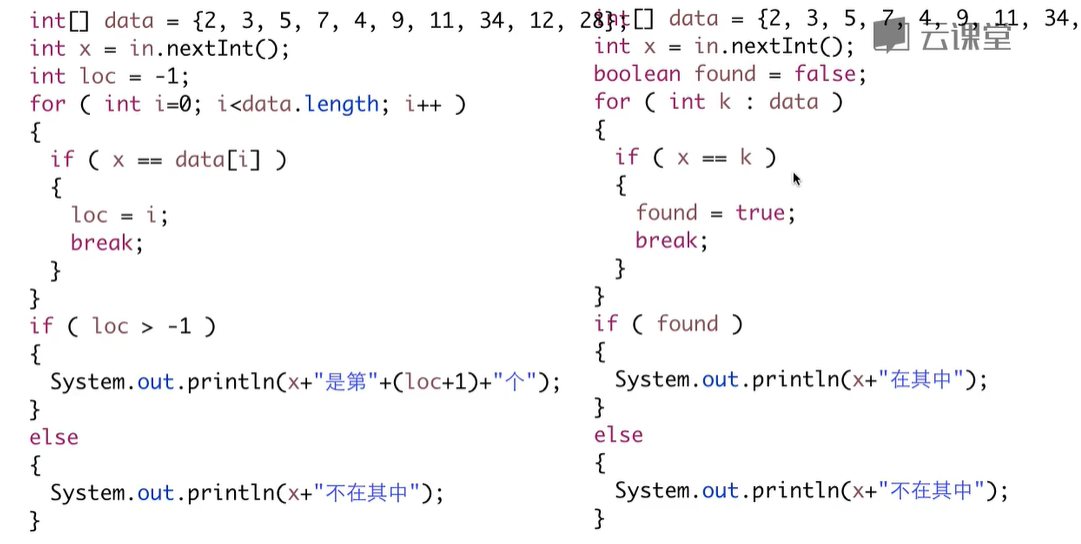 int[] data = {2, 3, 5, 7, 4, 9, 11, 34, 12, 28};
int x = in.nextInt();
int loc = -1;
for ( int i=0; i<data.length; i++ )
{
if ( x == data[i] )
{
loc = i;
break;
}
}
if ( loc > -1 )
{
System.out.println(x+"是第"+(loc+1)+"个");
}
else
{
System.out.println(x+"不在其中");
}
int[] data = {2, 3, 5, 7, 4, 9, 11, 34,
int x = in.nextInt();
boolean found = false;
for ( int k : data )
{
if ( x == k )
{
found = true;
break;
}
}
if ( found )
{
System.out.println(x+"在其中");
}
else
{
System.out.println(x+"不在其中");
}
云课堂